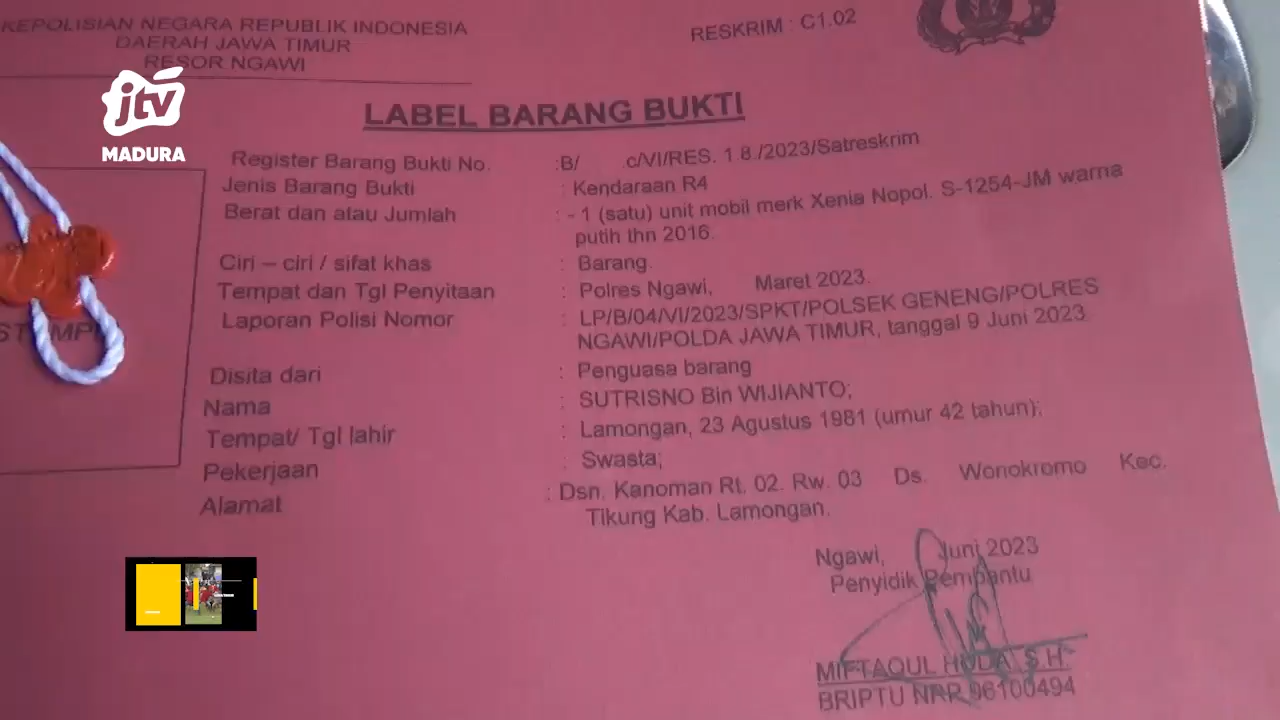 KEPOLISIAN NEGARA REPUBLIK INDONESIA
DAERAH JAWA TIMUR
RESOR NGAWI
RESKRIM : C1.02
jtv
MADURA
LABEL BARANG BUKTI
Register Barang Bukti No. :B/ .c/VI/RES. 1.8./2023/Satreskrim
Jenis Barang Bukti : Kendaraan R4
Berat dan atau Jumlah : - 1 (satu) unit mobil merk Xenia Nopol. S-1254-JM warna
putih thn 2016.
Ciri – ciri / sifat khas : Barang.
Tempat dan Tgl Penyitaan : Polres Ngawi, Maret 2023.
Laporan Polisi Nomor : LP/B/04/VI/2023/SPKT/POLSEK GENENG/POLRES
NGAWI/POLDA JAWA TIMUR, tanggal 9 Juni 2023
Disita dari : Penguasa barang
Nama : SUTRISNO Bin WIJIANTO;
Tempat/ Tgl lahir : Lamongan, 23 Agustus 1981 (umur 42 tahun);
Pekerjaan : Swasta;
Alamat : Dsn. Kanoman Rt. 02. Rw. 03 Ds. Wonokromo Kec.
Tikung Kab. Lamongan.
Ngawi, Juni 2023
Penyidik Pempantu
MIFTAQUL HUDA, S.H.
BRIPTU NRP 96100494